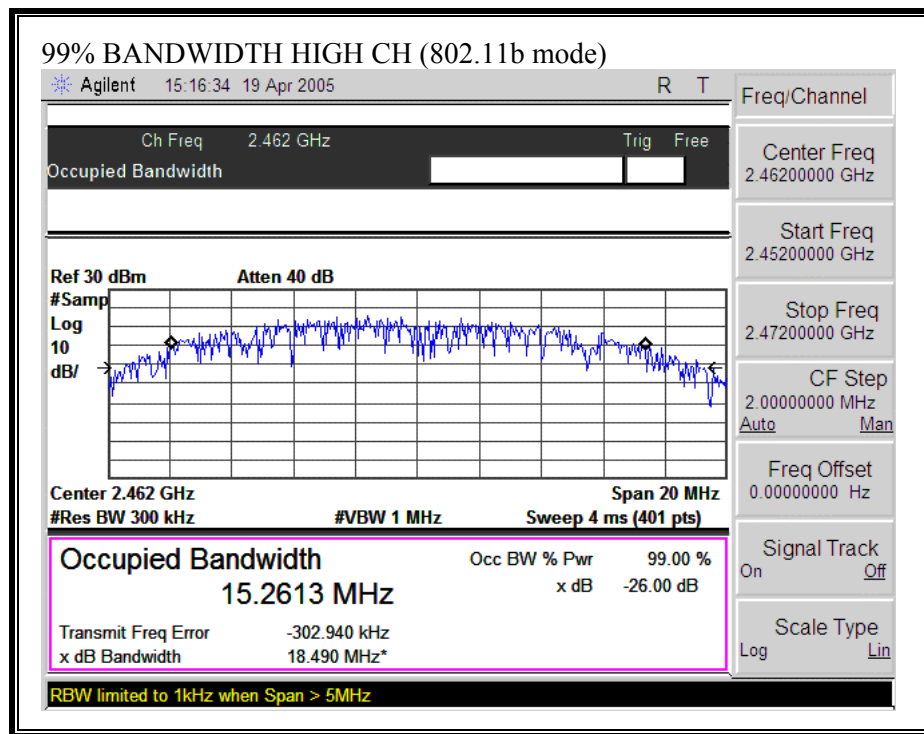 99% BANDWIDTH HIGH CH (802.11b mode)
Agilent 15:16:34 19 Apr 2005 R T
Ch Freq 2.462 GHz Trig Free
Occupied Bandwidth
Ref 30 dBm Atten 40 dB
#Samp
Log
10
dB/
Center 2.462 GHz Span 20 MHz
#Res BW 300 kHz #VBW 1 MHz Sweep 4 ms (401 pts)
Occupied Bandwidth Occ BW % Pwr 99.00 %
15.2613 MHz x dB -26.00 dB
Transmit Freq Error -302.940 kHz
x dB Bandwidth 18.490 MHz*
RBW limited to 1kHz when Span > 5MHz
Freq/Channel
Center Freq
2.46200000 GHz
Start Freq
2.45200000 GHz
Stop Freq
2.47200000 GHz
CF Step
2.00000000 MHz
Auto Man
Freq Offset
0.00000000 Hz
Signal Track
On Off
Scale Type
Log Lin